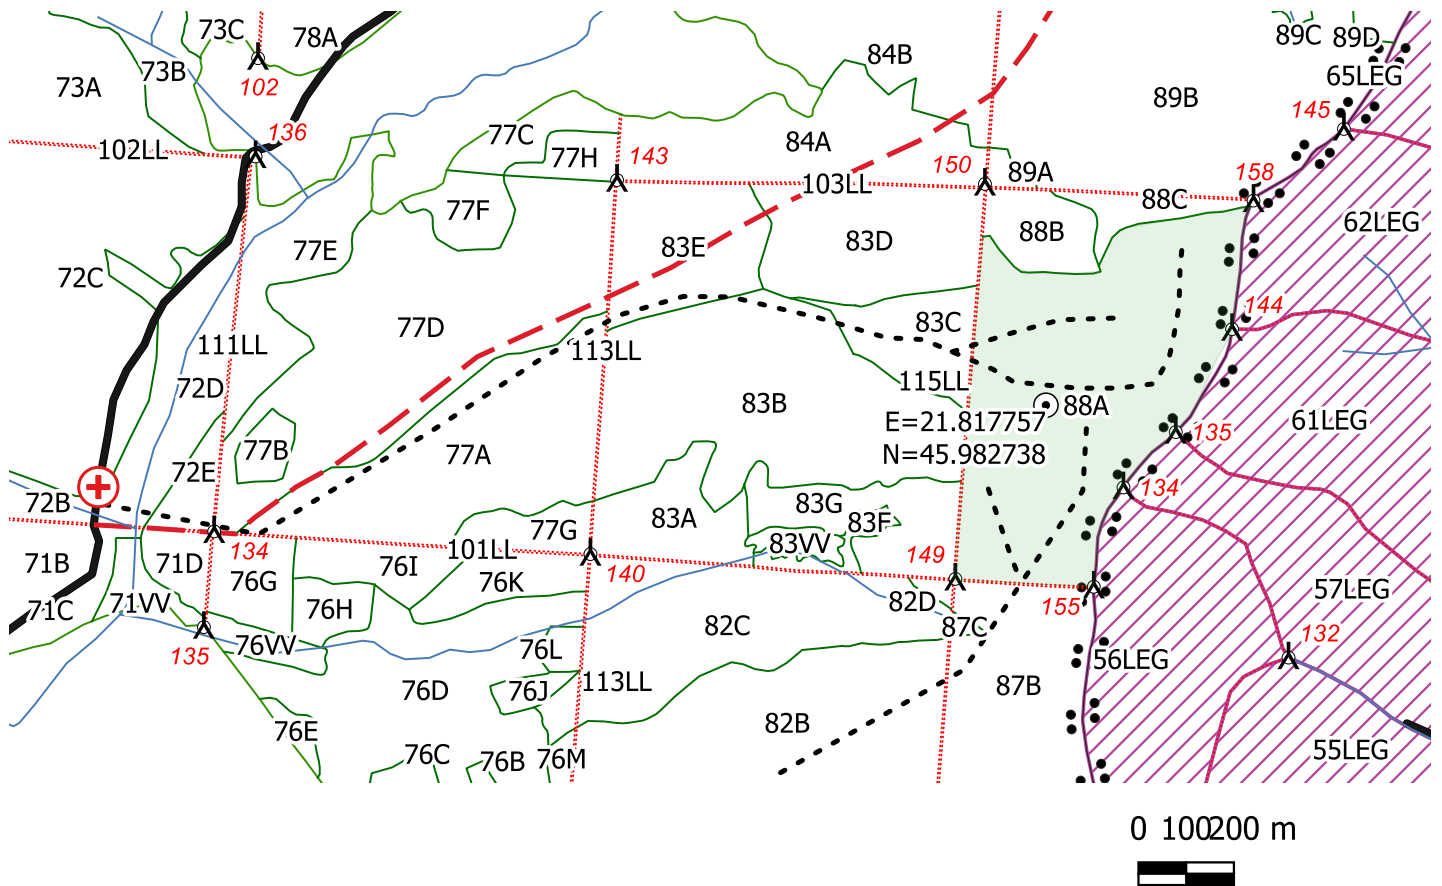 73C
78A
84B
89C
89D
73A
73B
102
65LEG
89B
145
136
102LL
77C
77H
143
84A
150
89A
158
103LL
88C
77F
62LEG
77E
83E
83D
88B
72C
144
77D
83C
111LL
113LL
72D
115LL
83B
88A
E=21.817757
61LEG
135
77B
77A
N=45.982738
72E
134
72B
83G
83A
83F
77G
134
101LL
83VV
149
71B
71D
76G
76I
76K
140
57LEG
71C
71VV
76H
82D
155
135
76VV
76L
82C
87C
132
56LEG
76D
76J
113LL
87B
76E
82B
76C
76B
76M
55LEG
0 100 200 m